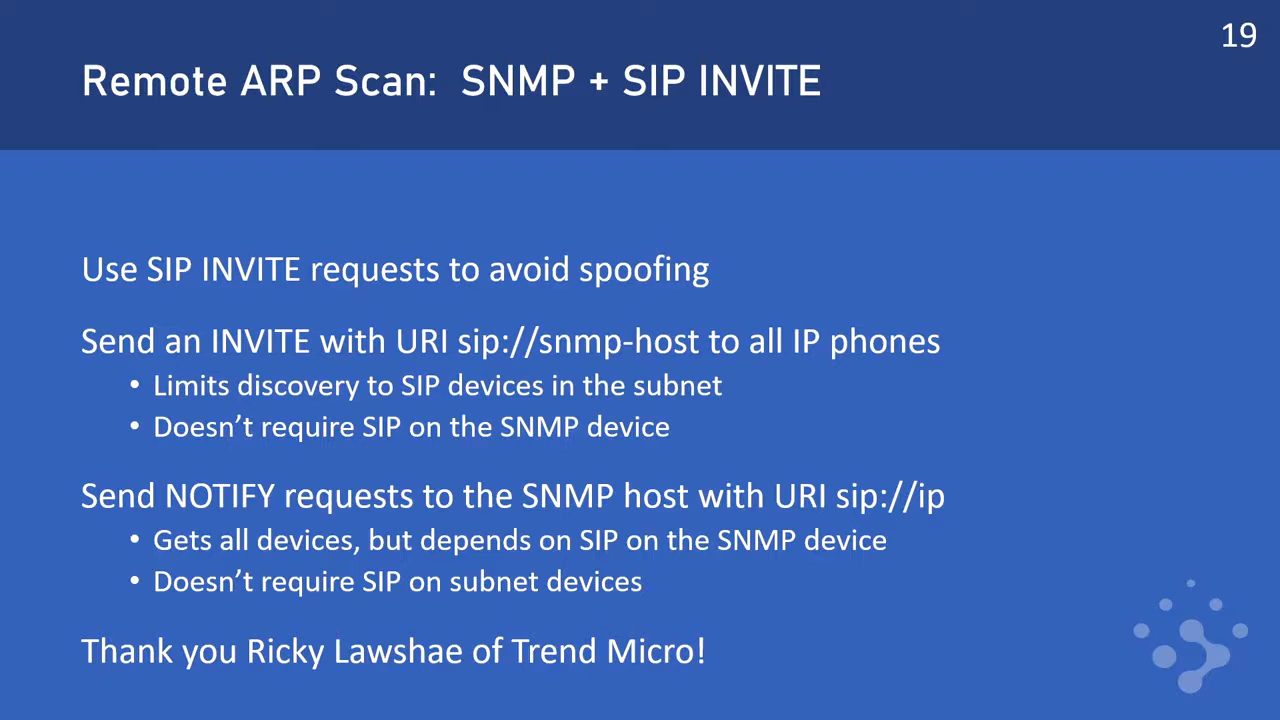 19
Remote ARP Scan: SNMP + SIP INVITE
Use SIP INVITE requests to avoid spoofing
Send an INVITE with URI sip://snmp-host to all IP phones
• Limits discovery to SIP devices in the subnet
• Doesn’t require SIP on the SNMP device
Send NOTIFY requests to the SNMP host with URI sip://ip
• Gets all devices, but depends on SIP on the SNMP device
• Doesn’t require SIP on subnet devices
Thank you Ricky Lawshae of Trend Micro!